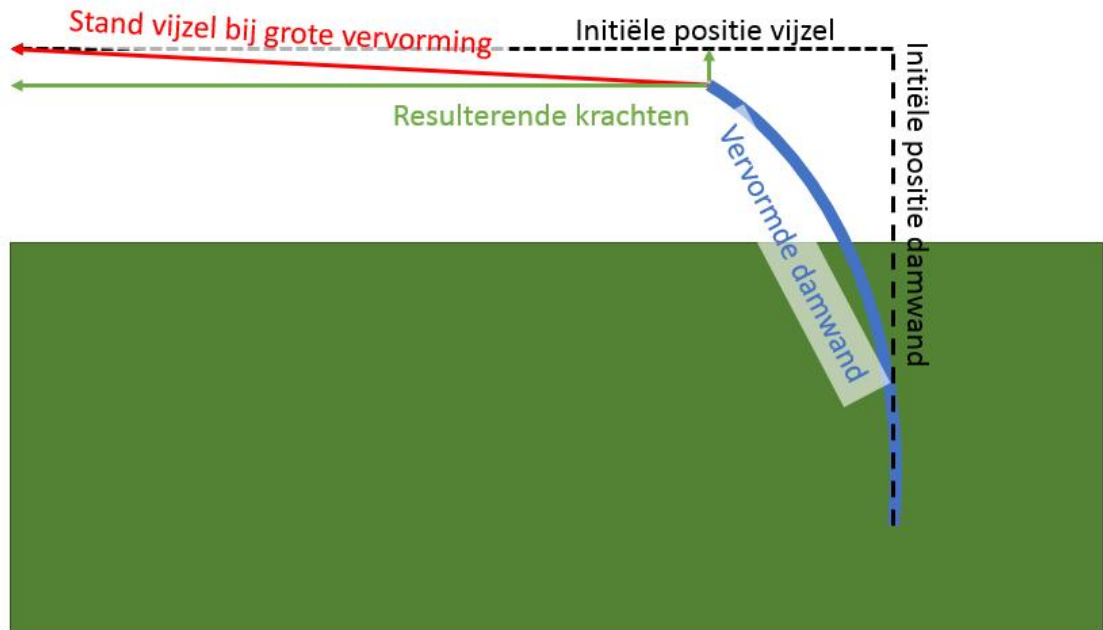 Stand vijzel bij grote vervorming
Initiële positie vijzel
Initiële positie damwand
Resulterende krachten
Vervormde damwand